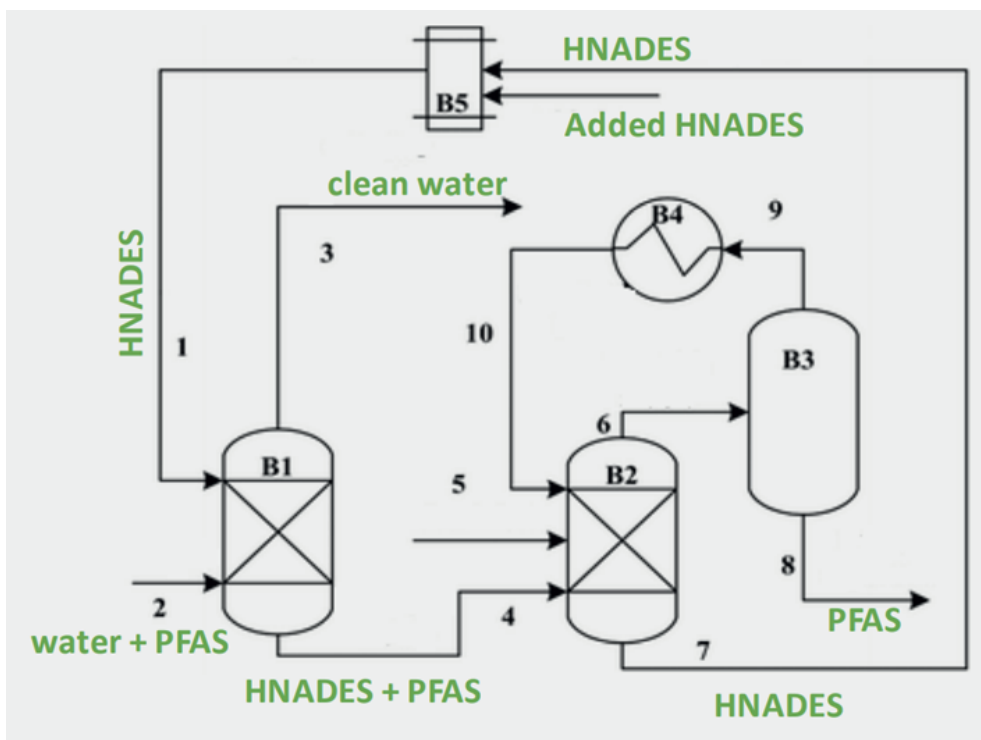 HNADES
B5
Added HNADES
clean water
B4
9
3
HNADES
1
10
B3
6
B1
B2
5
8
2
4
PFAS
water + PFAS
7
HNADES + PFAS
HNADES